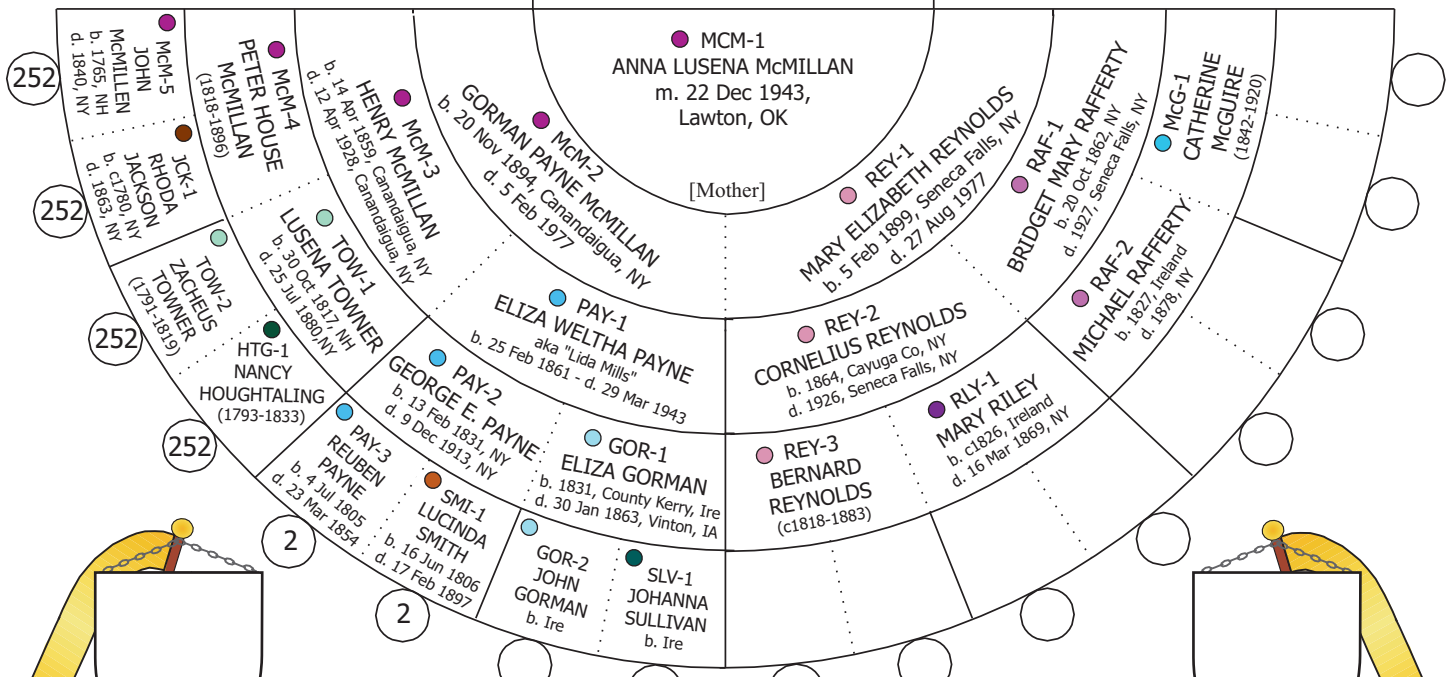 MCM-1
ANNA LUSENA McMILLAN
m. 22 Dec 1943,
Lawton, OK
[Mother]
McM-2
GORMAN PAYNE McMILLAN
b. 20 Nov 1894, Canandaigua, NY
d. 5 Feb 1977
REY-1
MARY ELIZABETH REYNOLDS
b. 5 Feb 1899, Seneca Falls, NY
d. 27 Aug 1977
McM-3
HENRY McMILLAN
b. 14 Apr 1859, Canandaigua, NY
d. 12 Apr 1928, Canandaigua, NY
PAY-1
ELIZA WELTHA PAYNE
aka "Lida Mills"
b. 25 Feb 1861 - d. 29 Mar 1943
REY-2
CORNELIUS REYNOLDS
b. 1864, Cayuga Co, NY
d. 1926, Seneca Falls, NY
RAF-1
BRIDGET MARY RAFFERTY
b. 20 Oct 1862, NY
d. 1927, Seneca Falls, NY
McM-4
PETER HOUSE
McMILLAN
(1818-1896)
TOW-1
LUSENA TOWNER
b. 30 Oct 1817, NH
d. 25 Jul 1880,NY
PAY-2
GEORGE E. PAYNE
b. 13 Feb 1831, NY
d. 9 Dec 1913, NY
GOR-1
ELIZA GORMAN
b. 1831, County Kerry, Ire
d. 30 Jan 1863, Vinton, IA
REY-3
BERNARD
REYNOLDS
(c1818-1883)
RLY-1
MARY RILEY
b. c1826, Ireland
d. 16 Mar 1869, NY
RAF-2
MICHAEL RAFFERTY
b. 1827, Ireland
d. 1878, NY
McG-1
CATHERINE
McGUIRE
(1842-1920)
McM-5
JOHN
McMILLEN
b. 1765, NH
d. 1840, NY
252
JCK-1
RHODA
JACKSON
b. c1780, NY
d. 1863, NY
252
TOW-2
ZACHEUS
TOWNER
(1791-1819)
252
HTG-1
NANCY
HOUGHTALING
(1793-1833)
252
PAY-3
REUBEN
PAYNE
b. 4 Jul 1805
d. 23 Mar 1854
2
SMI-1
LUCINDA
SMITH
b. 16 Jun 1806
d. 17 Feb 1897
2
GOR-2
JOHN
GORMAN
b. Ire
SLV-1
JOHANNA
SULLIVAN
b. Ire